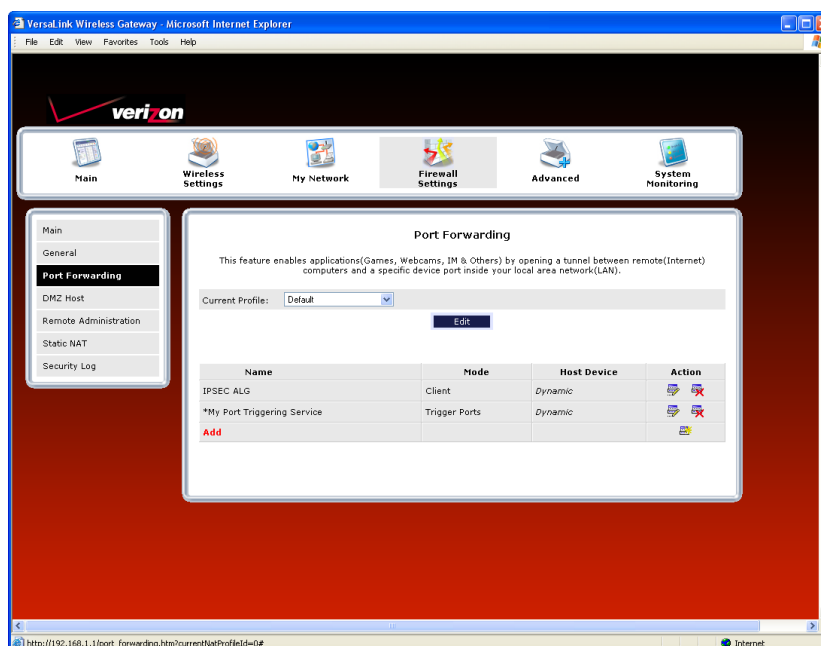 VersaLink Wireless Gateway - Microsoft Internet Explorer
File Edit View Favorites Tools Help
verizon
Main
Wireless Settings
My Network
Firewall Settings
Advanced
System Monitoring
Main
General
Port Forwarding
DMZ Host
Remote Administration
Static NAT
Security Log
Port Forwarding
This feature enables applications(Games, Webcams, IM & Others) by opening a tunnel between remote(Internet)
computers and a specific device port inside your local area network(LAN).
Current Profile: Default
Edit
Name Mode Host Device Action
IPSEC ALG Client Dynamic
*My Port Triggering Service Trigger Ports Dynamic
Add
http://192.168.1.1/port_forwarding.htm?currentNatProfileId=0# Internet